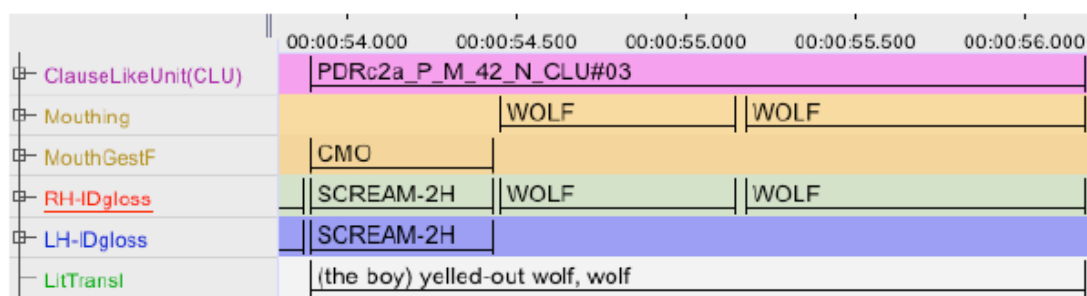 00:00:54.000 00:00:54.500 00:00:55.000 00:00:55.500 00:00:56.000
ClauseLikeUnit(CLU) PDRc2a_P_M_42_N_CLU#03
Mouthing WOLF WOLF
MouthGestF CMO
RH-IDgloss SCREAM-2H WOLF WOLF
LH-IDgloss SCREAM-2H
LitTransl (the boy) yelled-out wolf, wolf